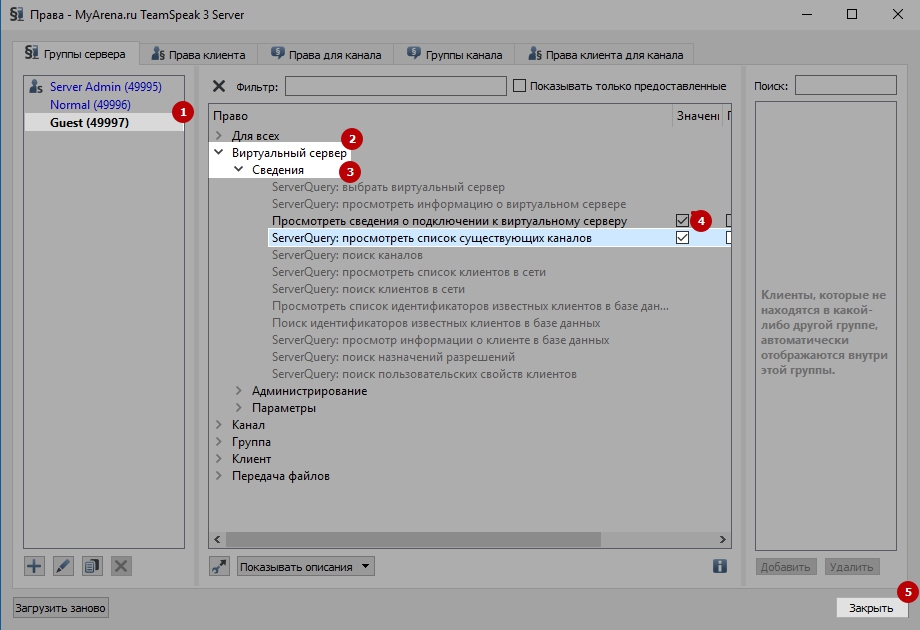 Права - MyArena.ru TeamSpeak 3 Server
Группы сервера
Права клиента
Права для канала
Группы канала
Права клиента для канала
Server Admin (49995)
Normal (49996)
Guest (49997)
1
Фильтр:
Показывать только предоставленные
Поиск:
Право
Значени
Для всех
2
Виртуальный сервер
3
Сведения
ServerQuery: выбрать виртуальный сервер
ServerQuery: просмотреть информацию о виртуальном сервере
Просмотреть сведения о подключении к виртуальному серверу
4
ServerQuery: просмотреть список существующих каналов
ServerQuery: поиск каналов
ServerQuery: просмотреть список клиентов в сети
ServerQuery: поиск клиентов в сети
Просмотреть список идентификаторов известных клиентов в базе дан...
Поиск идентификаторов известных клиентов в базе данных
ServerQuery: просмотр информации о клиенте в базе данных
ServerQuery: поиск назначений разрешений
ServerQuery: поиск пользовательских свойств клиентов
Администрирование
Параметры
Канал
Группа
Клиент
Передача файлов
Клиенты, которые не
находятся в какой-
либо другой группе,
автоматически
отображаются внутри
этой группы.
Показывать описания
Добавить
Удалить
Загрузить заново
5
Закрыть